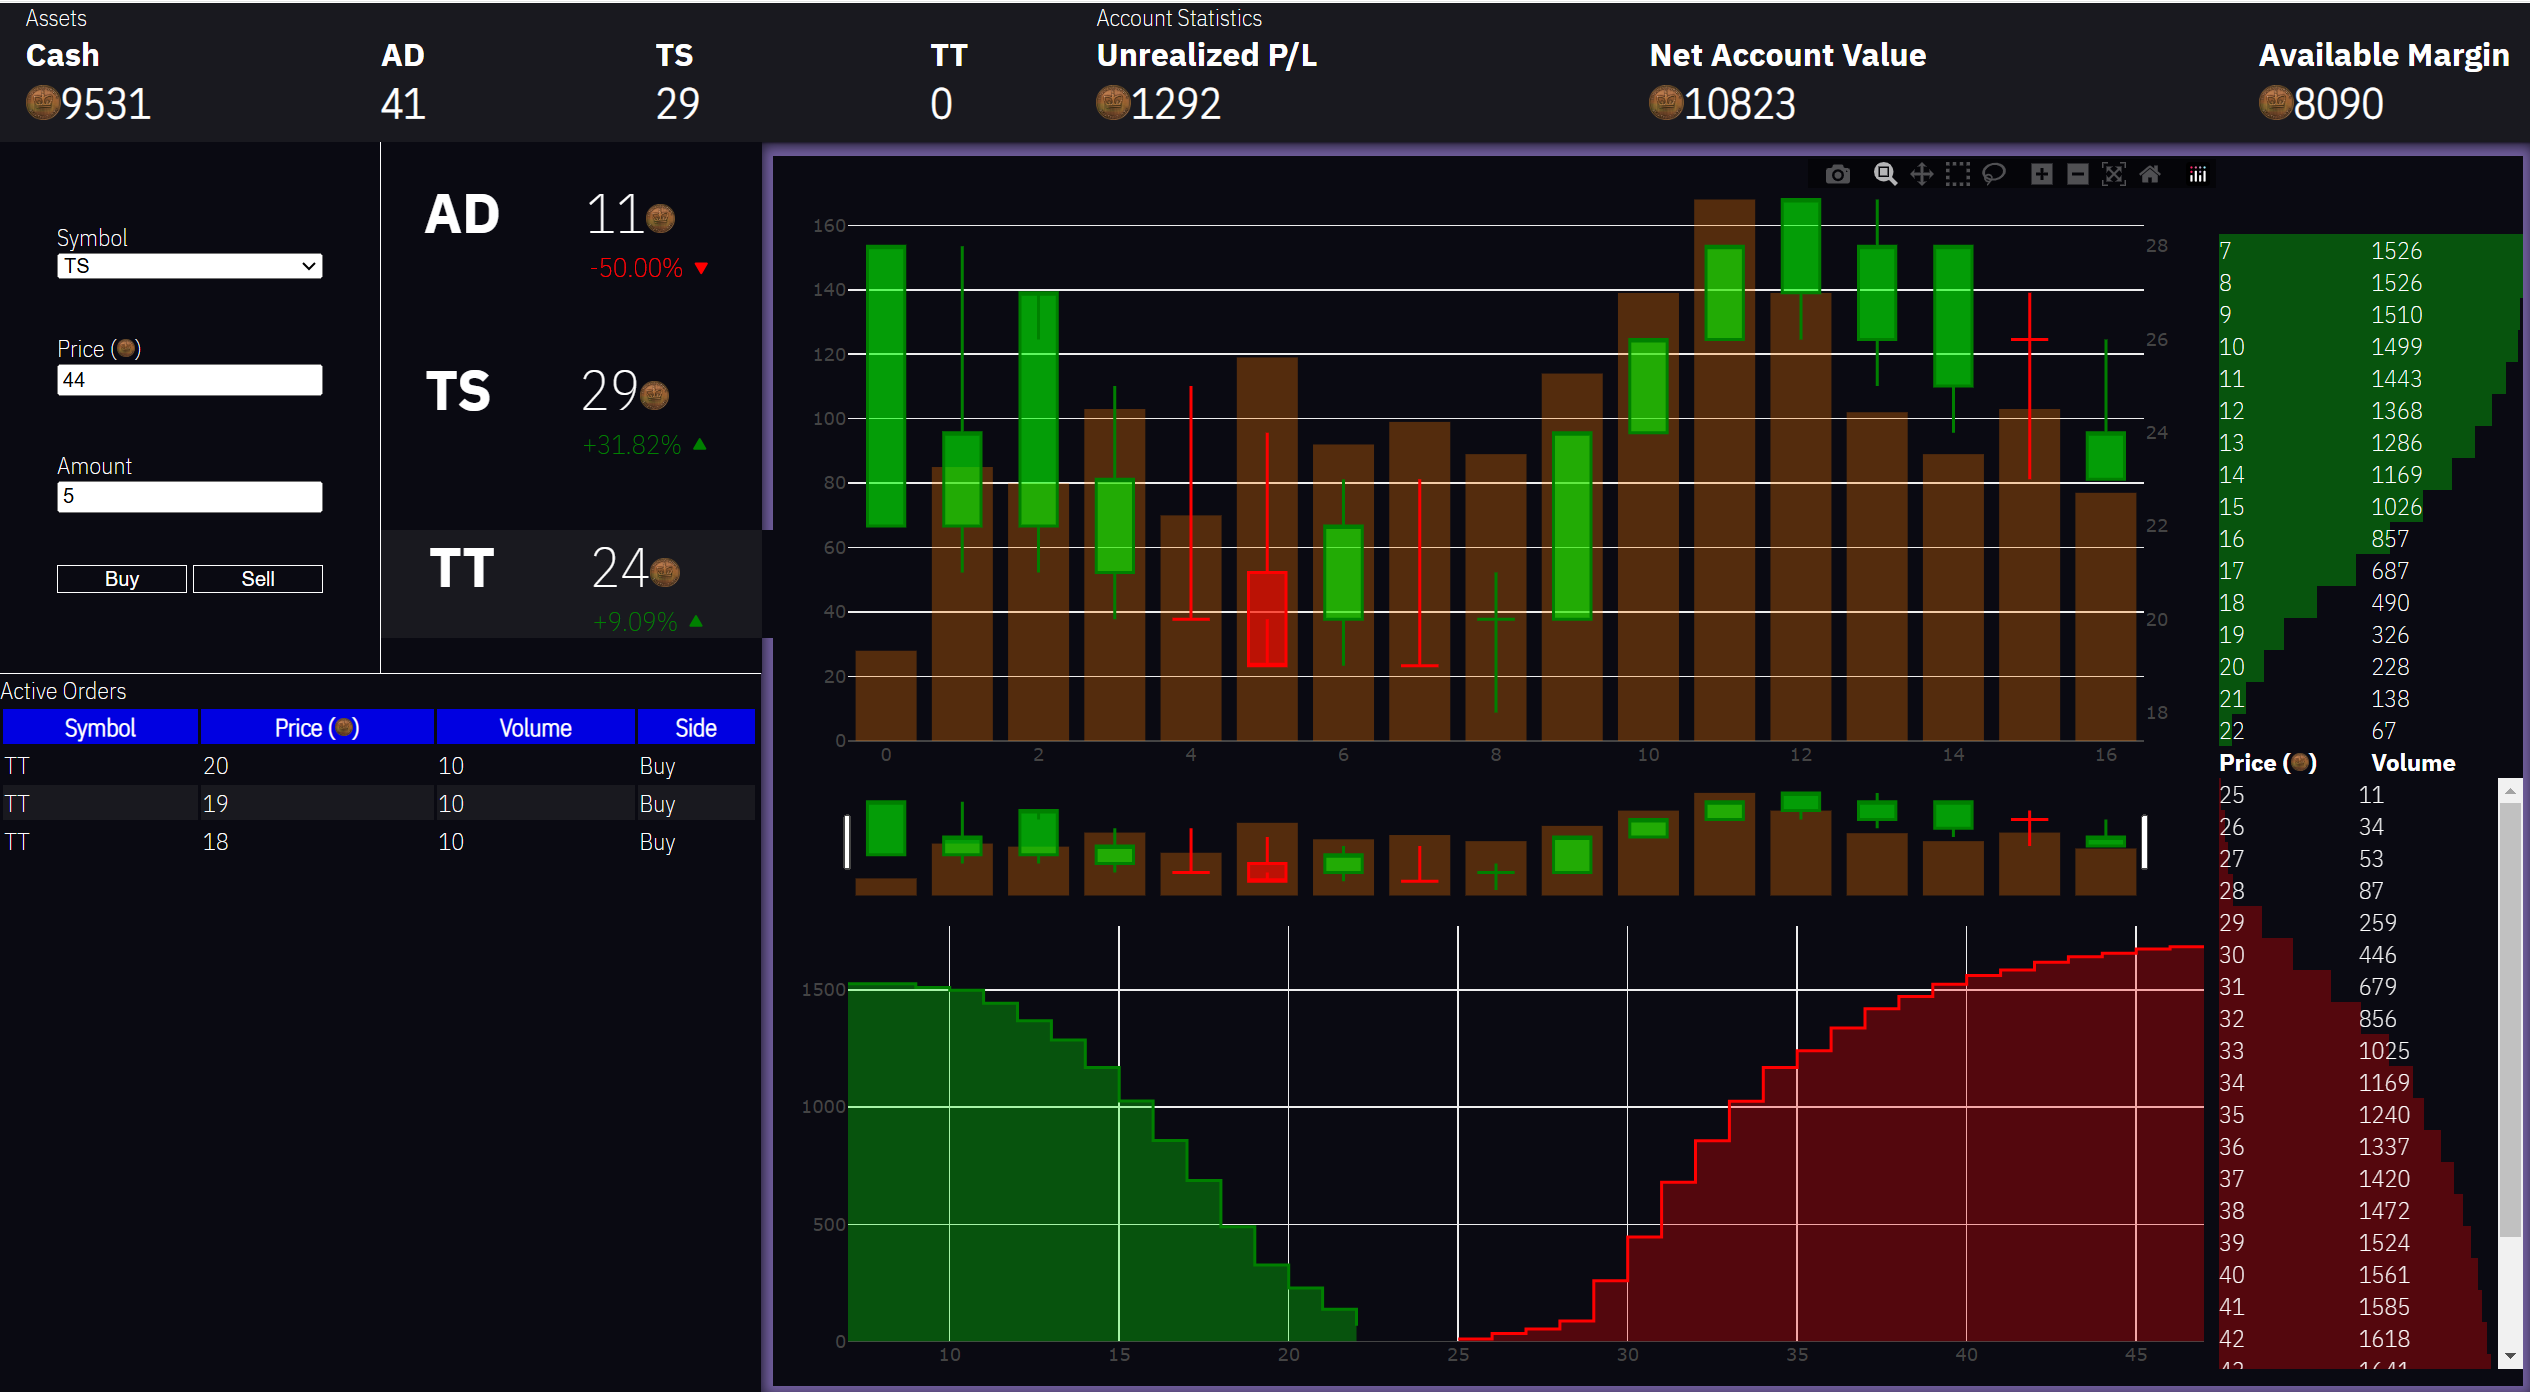 Assets
Account Statistics
Cash AD TS TT Unrealized P/L Net Account Value Available Margin
9531 41 29 0 1292 10823 8090
Symbol
TS
Price ( )
44
Amount
5
Buy Sell
AD 11
-50.00% ▼
TS 29
+31.82% ▲
TT 24
+9.09% ▲
Active Orders
Symbol Price ( ) Volume Side
TT 20 10 Buy
TT 19 10 Buy
TT 18 10 Buy
160
140
120
100
80
60
40
20
0
28
26
24
22
20
18
0 2 4 6 8 10 12 14 16
1500
1000
500
0
10 15 20 25 30 35 40 45
7 1526
8 1526
9 1510
10 1499
11 1443
12 1368
13 1286
14 1169
15 1026
16 857
17 687
18 490
19 326
20 228
21 138
22 67
Price ( ) Volume
25 11
26 34
27 53
28 87
29 259
30 446
31 679
32 856
33 1025
34 1169
35 1240
36 1337
37 1420
38 1472
39 1524
40 1561
41 1585
42 1618